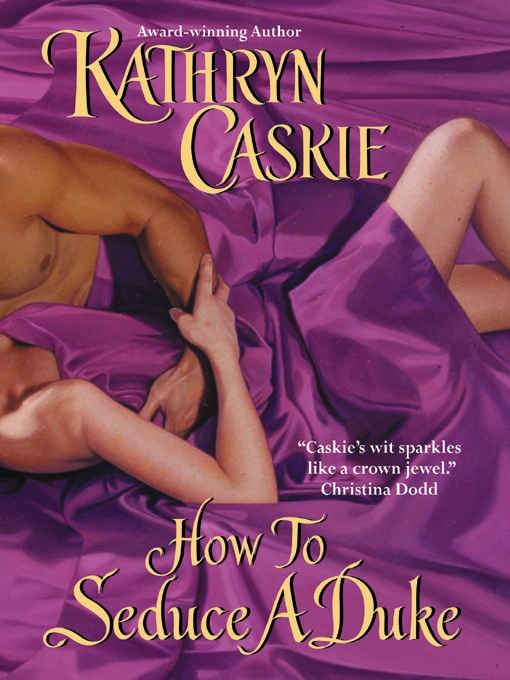 Award-winning Author
KATHRYN
CASKIE
“Caskie’s wit sparkles
like a crown jewel.”
Christina Dodd
How To
Seduce A Duke